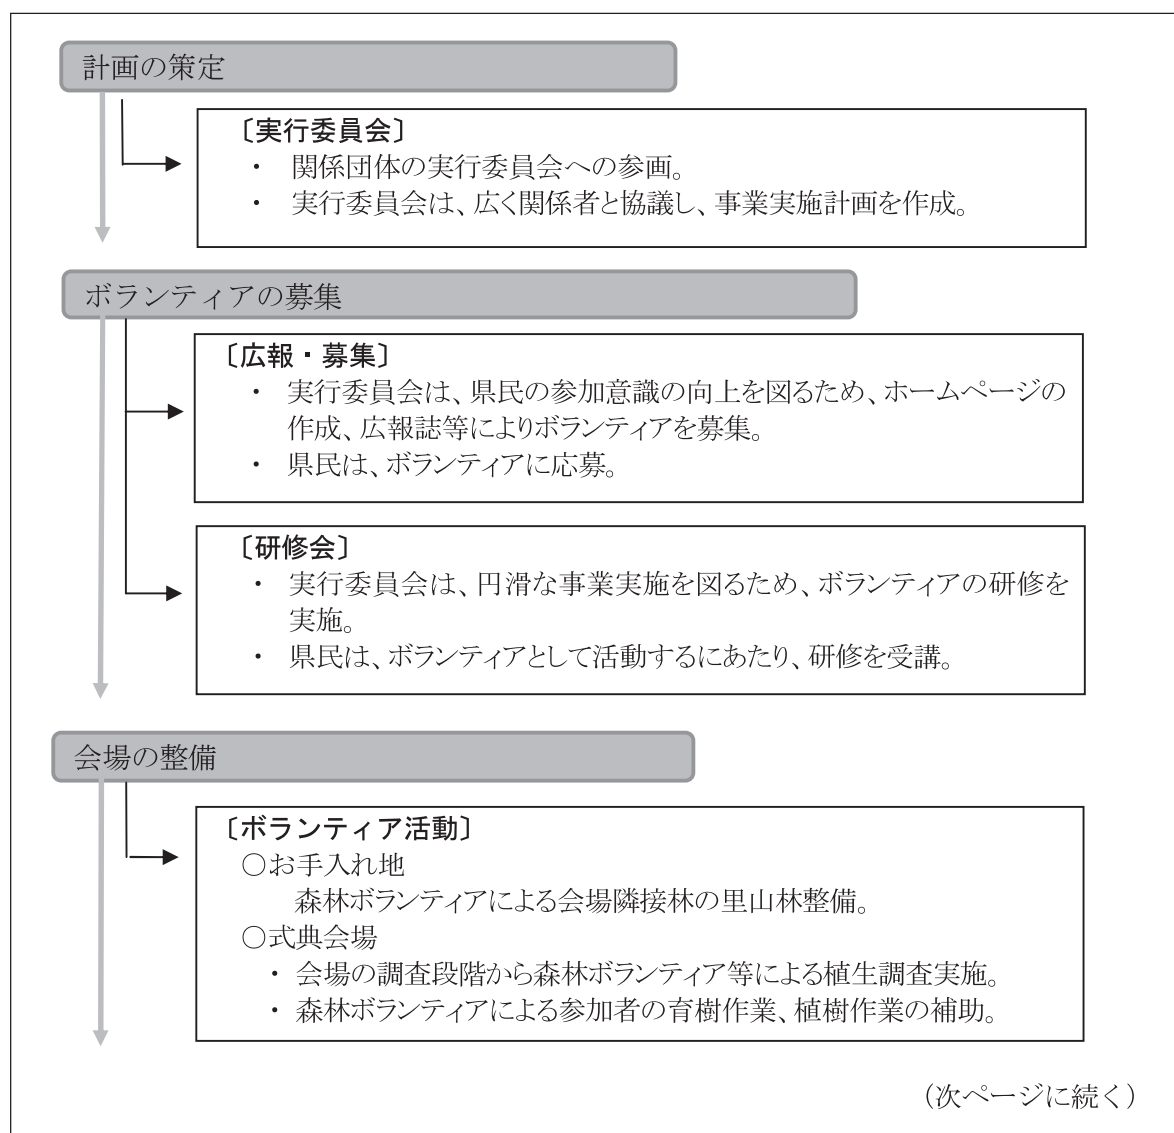 計画の策定
〔実行委員会〕
・ 関係団体の実行委員会への参画。
・ 実行委員会は、広く関係者と協議し、事業実施計画を作成。
ボランティアの募集
〔広報・募集〕
・ 実行委員会は、県民の参加意識の向上を図るため、ホームページの
作成、広報誌等によりボランティアを募集。
・ 県民は、ボランティアに応募。
〔研修会〕
・ 実行委員会は、円滑な事業実施を図るため、ボランティアの研修を
実施。
・ 県民は、ボランティアとして活動するにあたり、研修を受講。
会場の整備
〔ボランティア活動〕
○お手入れ地
森林ボランティアによる会場隣接林の里山林整備。
○式典会場
・ 会場の調査段階から森林ボランティア等による植生調査実施。
・ 森林ボランティアによる参加者の育樹作業、植樹作業の補助。
（次ページに続く）